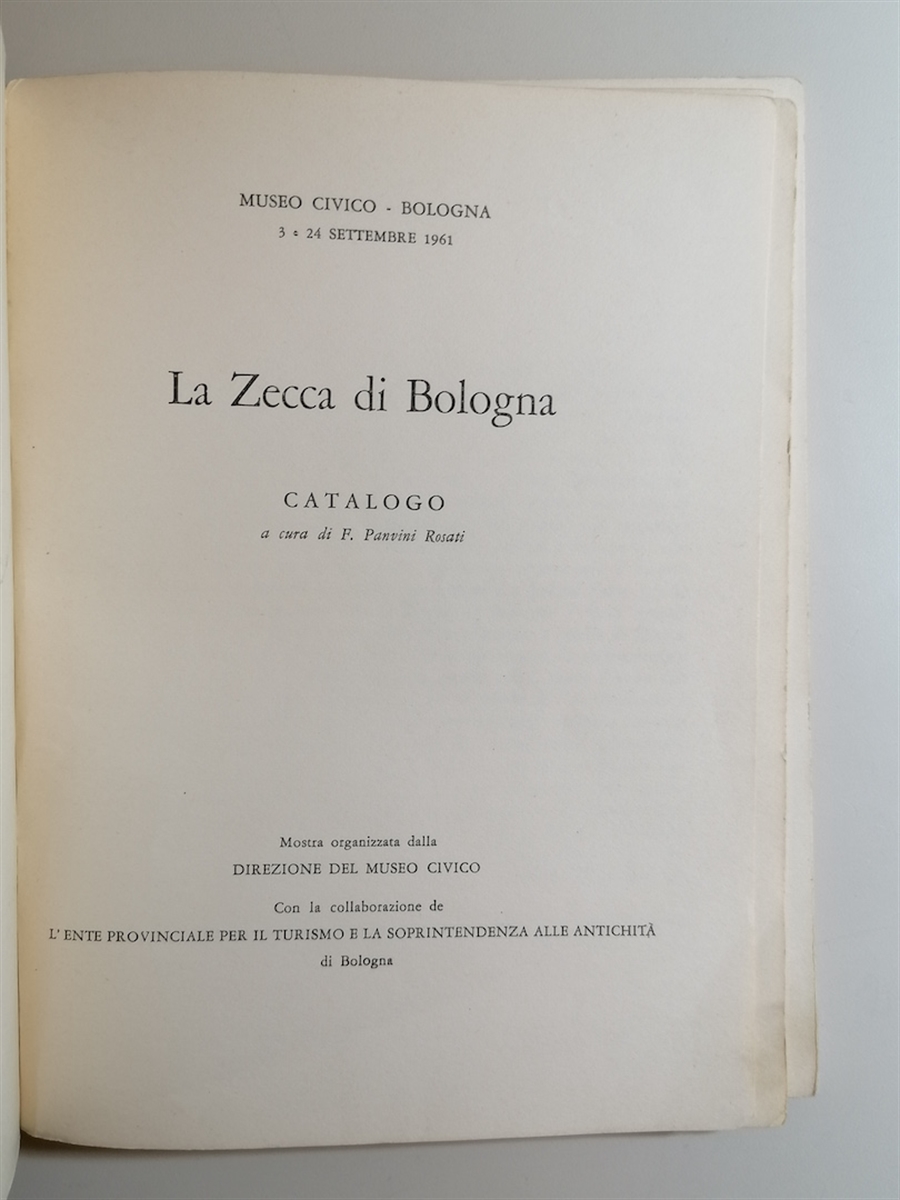 MUSEO CIVICO - BOLOGNA
3 - 24 SETTEMBRE 1961
La Zecca di Bologna
CATALOGO
a cura di F. Panvini Rosati
Mostra organizzata dalla
DIREZIONE DEL MUSEO CIVICO
Con la collaborazione de
L'ENTE PROVINCIALE PER IL TURISMO E LA SOPRINTENDENZA ALLE ANTICHITÀ
di Bologna